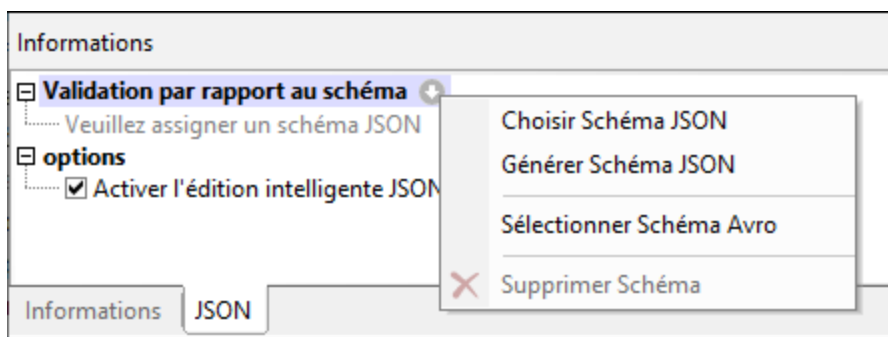 Informations
Validation par rapport au schéma
Veuillez assigner un schéma JSON
options
Activer l'édition intelligente JSON
Choisir Schéma JSON
Générer Schéma JSON
Sélectionner Schéma Avro
Supprimer Schéma
Informations
JSON